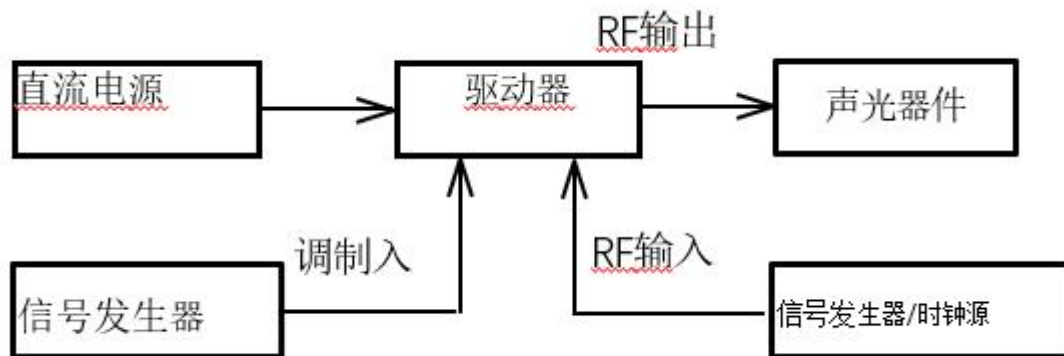 RF输出
直流电源
驱动器
声光器件
调制入
RF输入
信号发生器
信号发生器/时钟源